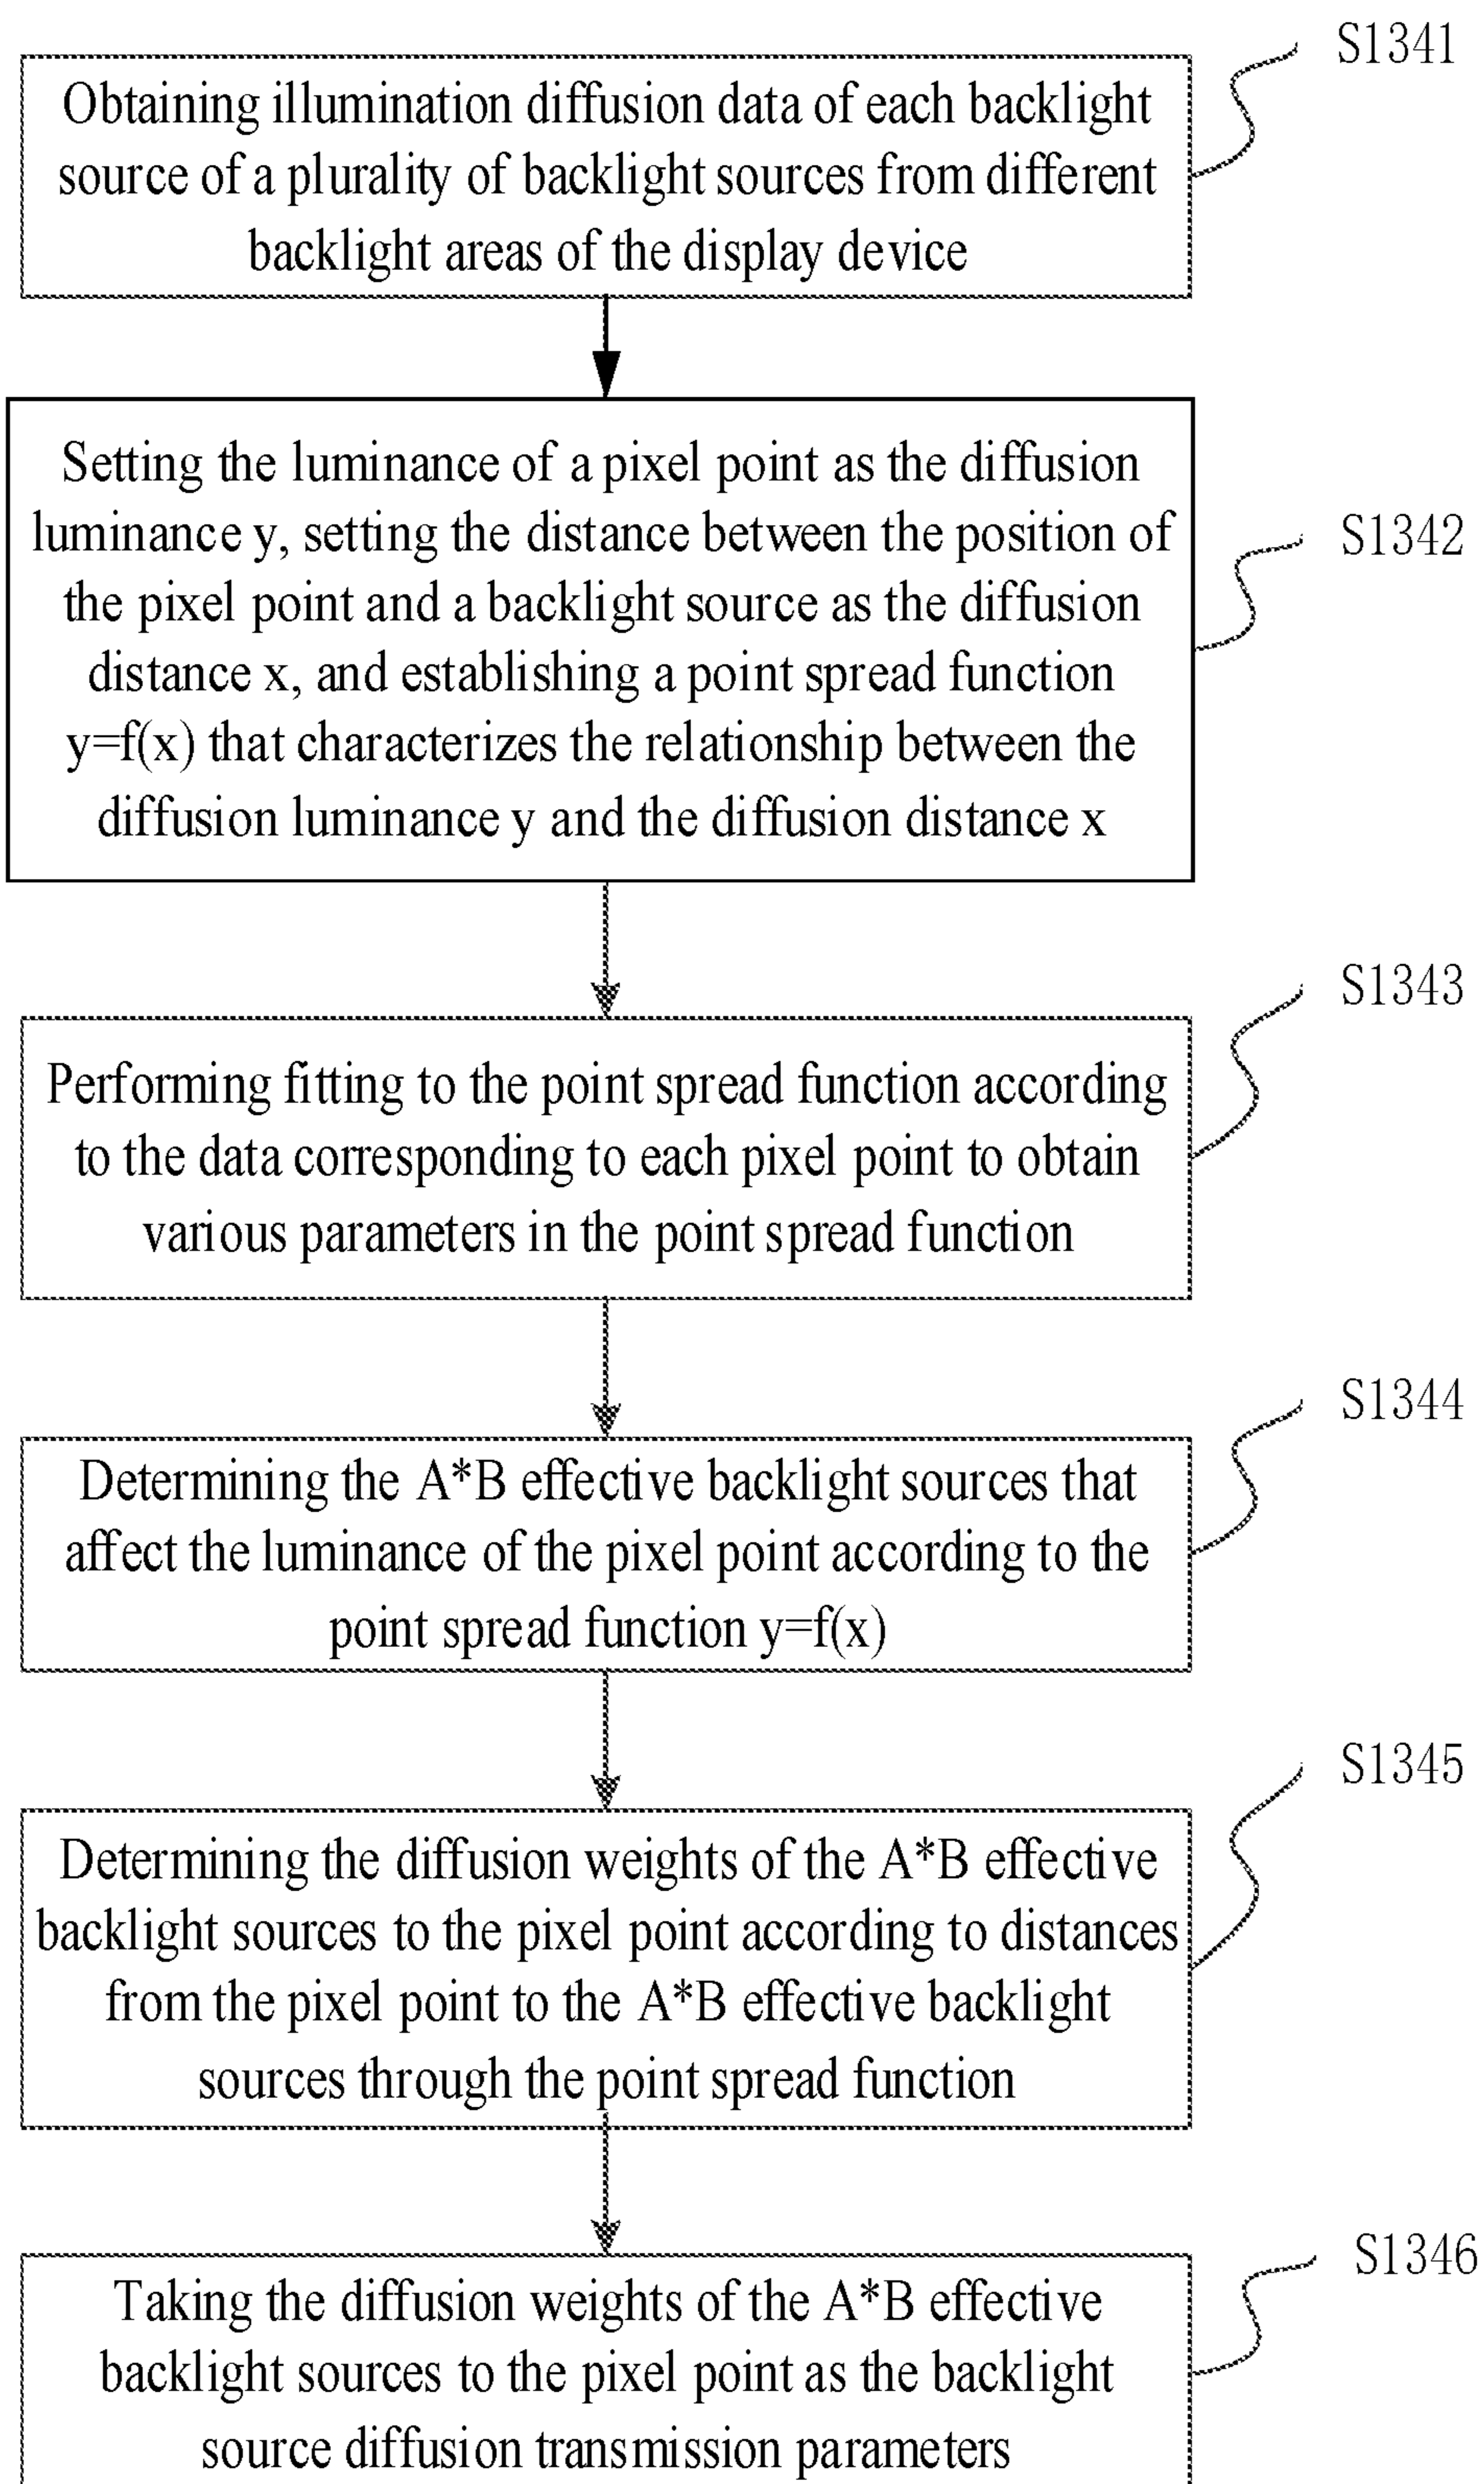 S1341
Obtaining illumination diffusion data of each backlight
source of a plurality of backlight sources from different
backlight areas of the display device
Setting the luminance of a pixel point as the diffusion
luminance y, setting the distance between the position of
S1342
the pixel point and a backlight source as the diffusion
distance x, and establishing a point spread function
y=f(x) that characterizes the relationship between the
diffusion luminance y and the diffusion distance x
S1343
Performing fitting to the point spread function according
to the data corresponding to each pixel point to obtain
various parameters in the point spread function
S1344
Determining the A*B effective backlight sources that
affect the luminance of the pixel point according to the
point spread function y=f(x)
S1345
Determining the diffusion weights of the A*B effective
backlight sources to the pixel point according to distances
from the pixel point to the A*B effective backlight
sources through the point spread function
S1346
Taking the diffusion weights of the A*B effective
backlight sources to the pixel point as the backlight
source diffusion transmission parameters